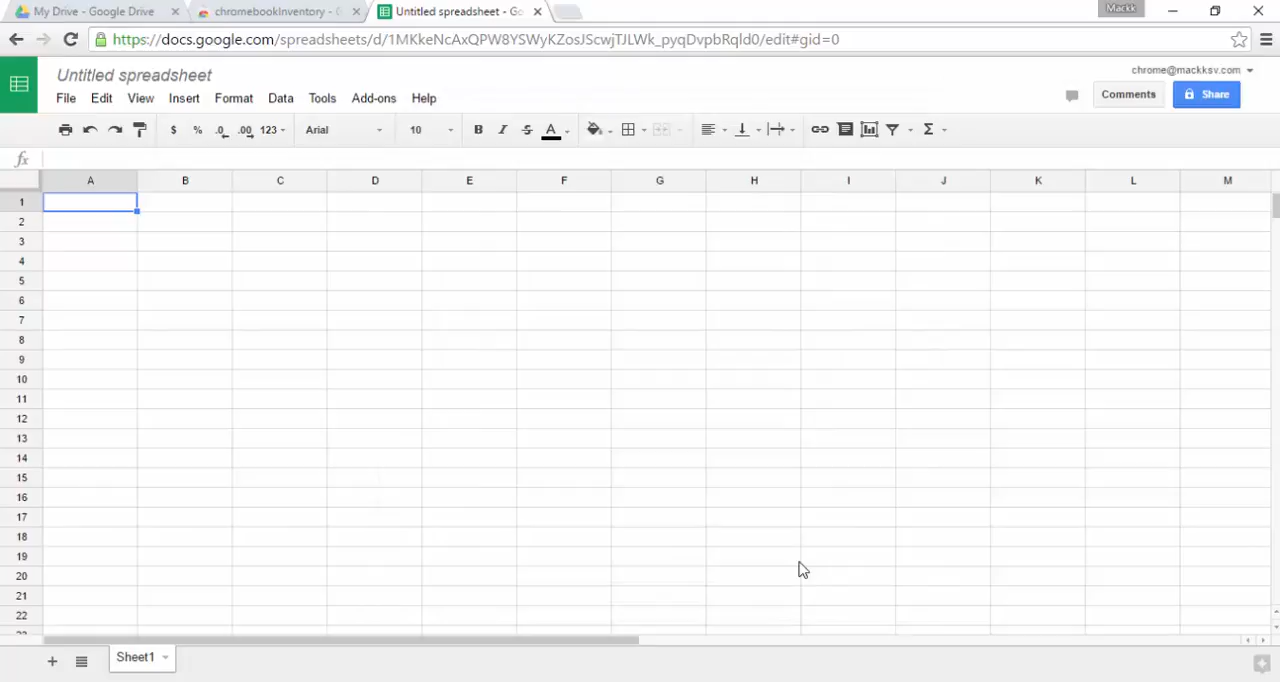 My Drive - Google Drive
chromebookInventory -
Untitled spreadsheet - Go
Mackk
https://docs.google.com/spreadsheets/d/1MKkeNcAxQPW8YSWyKZosJScwjTJLWk_pyqDvpbRqId0/edit#gid=0
Untitled spreadsheet
chrome@mackksv.com
File Edit View Insert Format Data Tools Add-ons Help
Comments
Share
$ % .0 .00 123 Arial 10 B I S A Σ
fx
A B C D E F G H I J K L M
1
2
3
4
5
6
7
8
9
10
11
12
13
14
15
16
17
18
19
20
21
22
+ Sheet1